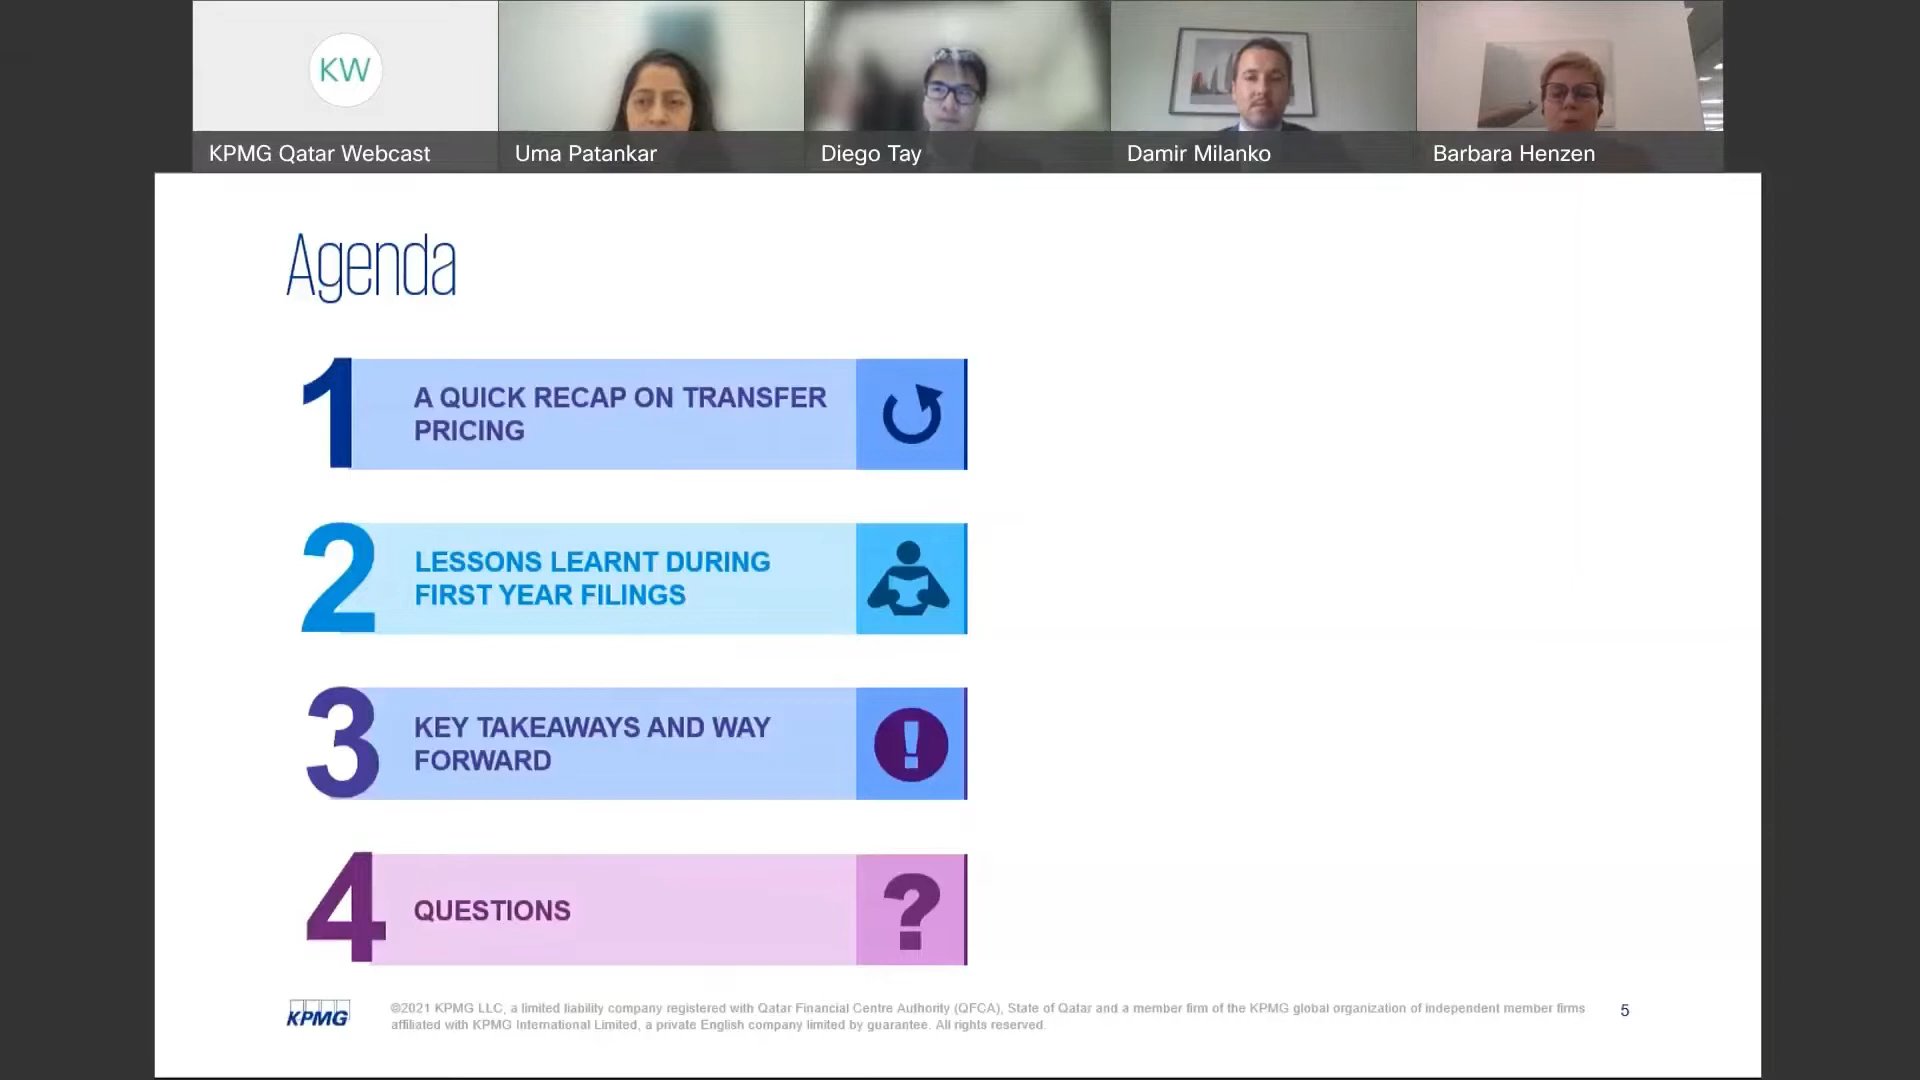 KW
KPMG Qatar Webcast
Uma Patankar
Diego Tay
Damir Milanko
Barbara Henzen
Agenda
1
A QUICK RECAP ON TRANSFER
PRICING
2
LESSONS LEARNT DURING
FIRST YEAR FILINGS
3
KEY TAKEAWAYS AND WAY
FORWARD
!
4
QUESTIONS
?
KPMG
©2021 KPMG LLC, a limited liability company registered with Qatar Financial Centre Authority (QFCA), State of Qatar and a member firm of the KPMG global organization of independent member firms
affiliated with KPMG International Limited, a private English company limited by guarantee. All rights reserved.
5